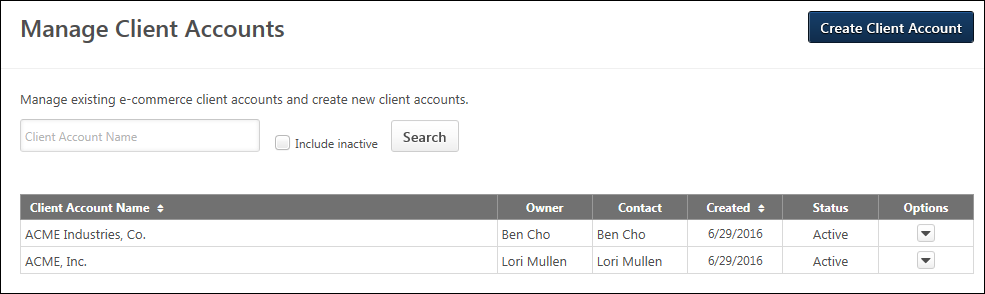 Manage Client Accounts
Create Client Account
Manage existing e-commerce client accounts and create new client accounts.
Client Account Name Include inactive Search
Client Account Name Owner Contact Created Status Options
ACME Industries, Co. Ben Cho Ben Cho 6/29/2016 Active
ACME, Inc. Lori Mullen Lori Mullen 6/29/2016 Active